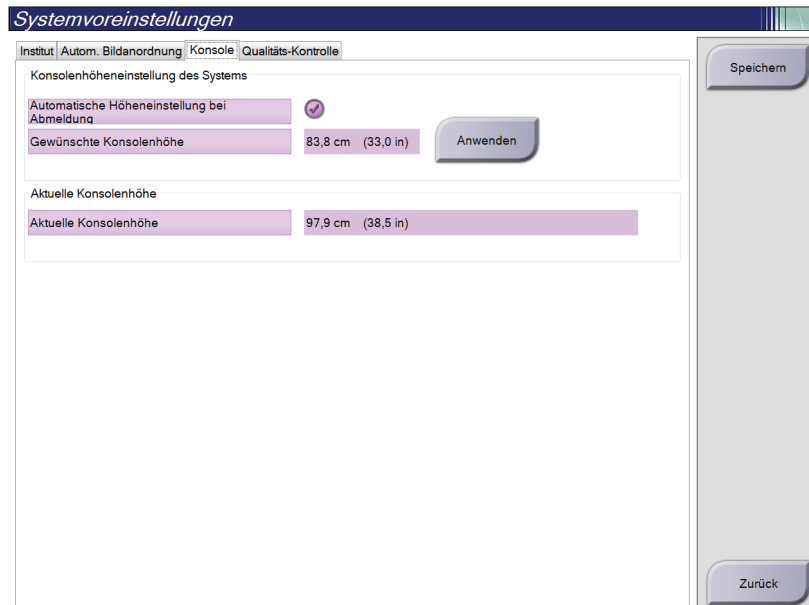 Systemvoreinstellungen
Institut Autom. Bildanordnung Konsole Qualitäts-Kontrolle
Speichern
Konsolenhöheneinstellung des Systems
Automatische Höheneinstellung bei
Abmeldung
Gewünschte Konsolenhöhe 83,8 cm (33,0 in) Anwenden
Aktuelle Konsolenhöhe
Aktuelle Konsolenhöhe 97,9 cm (38,5 in)
Zurück